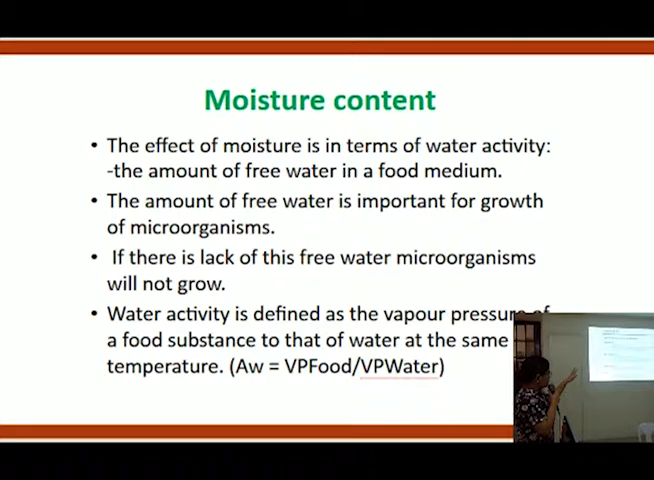 Moisture content
• The effect of moisture is in terms of water activity:
-the amount of free water in a food medium.
• The amount of free water is important for growth
of microorganisms.
• If there is lack of this free water microorganisms
will not grow.
• Water activity is defined as the vapour pressure of
a food substance to that of water at the same
temperature. (Aw = VPFood/VPWater)